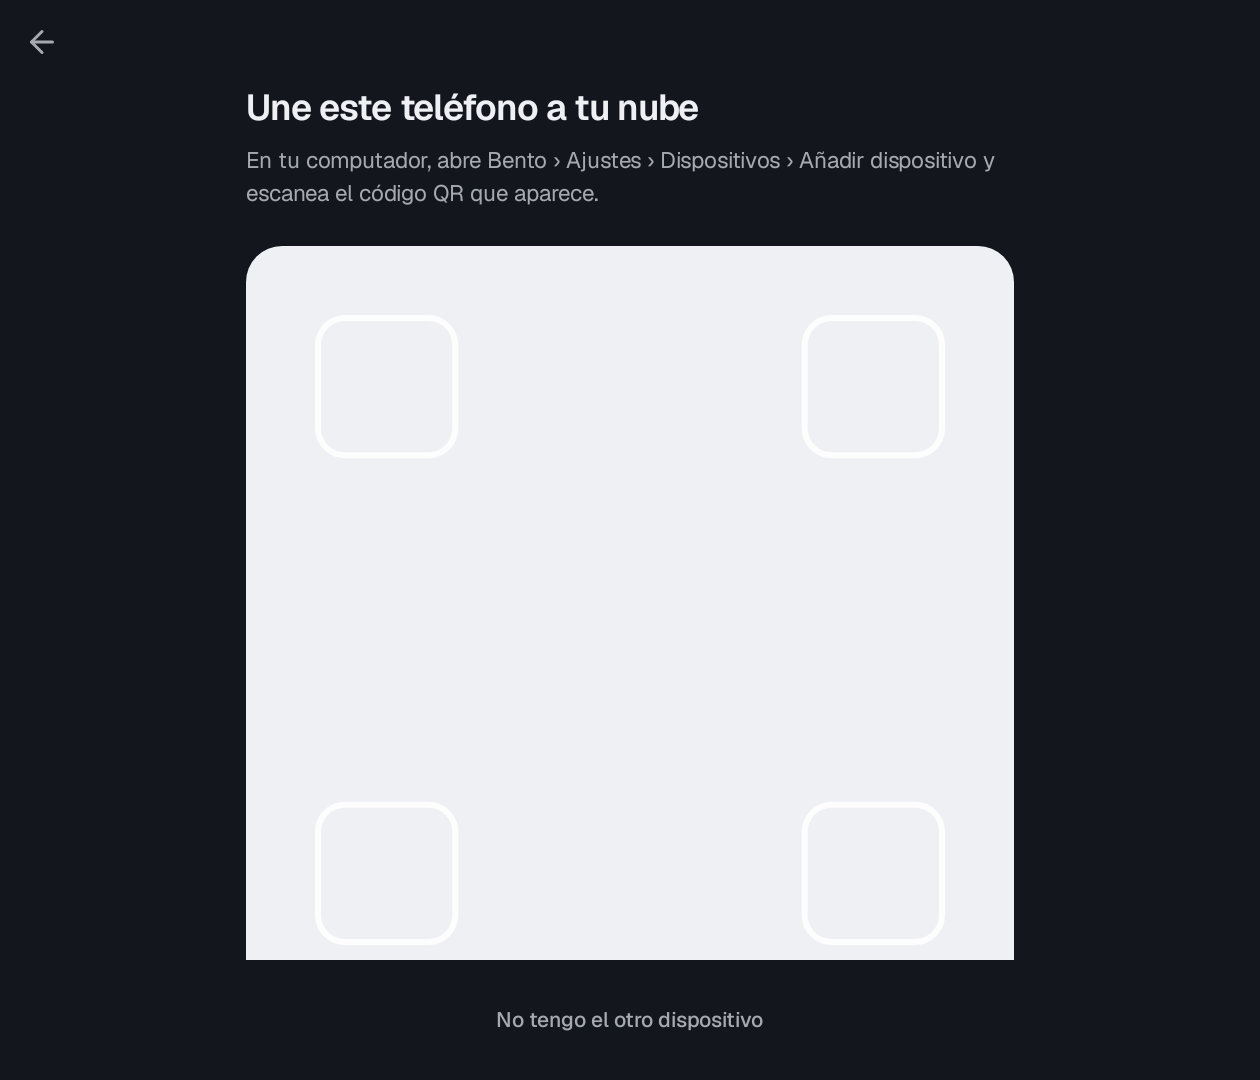 Une este teléfono a tu nube
En tu computador, abre Bento › Ajustes › Dispositivos › Añadir dispositivo y
escanea el código QR que aparece.
No tengo el otro dispositivo